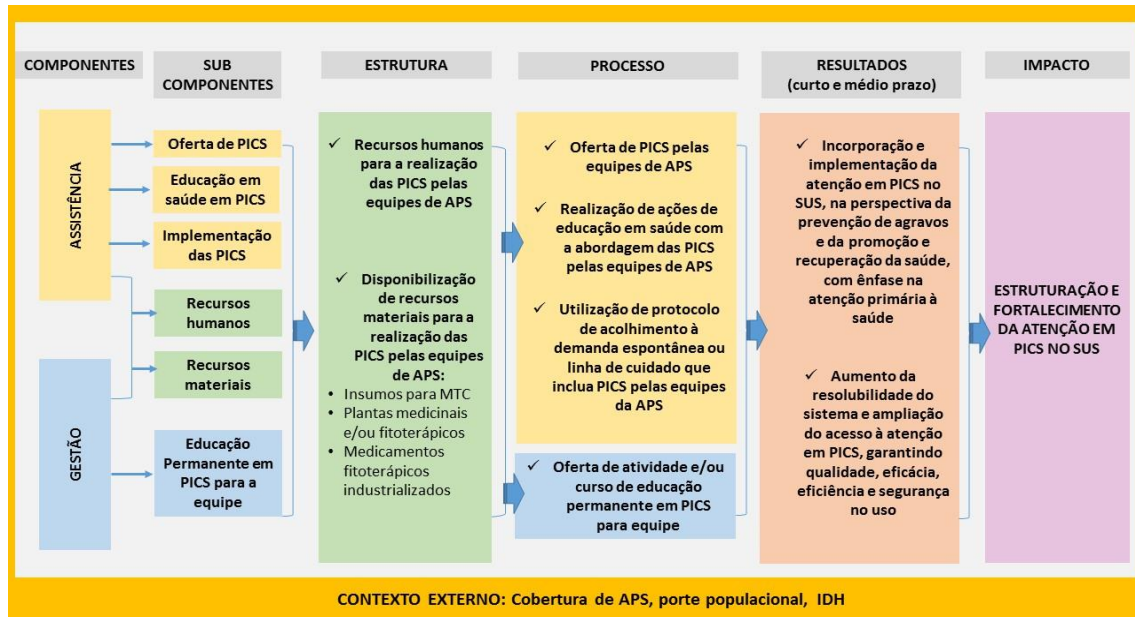 COMPONENTES
SUB
COMPONENTES
ESTRUTURA
PROCESSO
RESULTADOS
(curto e médio prazo)
IMPACTO
ASSISTÊNCIA
GESTÃO
Oferta de PICS
Educação em
saúde em PICS
Implementação
das PICS
Recursos
humanos
Recursos
materiais
Educação
Permanente em
PICS para a
equipe
✓ Recursos humanos
para a realização
das PICS pelas
equipes de APS
✓ Disponibilização
de recursos
materiais para a
realização das
PICS pelas equipes
de APS:
• Insumos para MTC
• Plantas medicinais
e/ou fitoterápicos
• Medicamentos
fitoterápicos
industrializados
✓ Oferta de PICS pelas
equipes de APS
✓ Realização de ações de
educação em saúde com
a abordagem das PICS
pelas equipes de APS
✓ Utilização de protocolo
de acolhimento à
demanda espontânea ou
linha de cuidado que
inclua PICS pelas equipes
da APS
✓ Oferta de atividade e/ou
curso de educação
permanente em PICS
para equipe
✓ Incorporação e
implementação da
atenção em PICS no
SUS, na perspectiva da
prevenção de agravos
e da promoção e
recuperação da saúde,
com ênfase na
atenção primária à
saúde
✓ Aumento da
resolubilidade do
sistema e ampliação
do acesso à atenção
em PICS, garantindo
qualidade, eficácia,
eficiência e segurança
no uso
ESTRUTURAÇÃO E
FORTALECIMENTO
DA ATENÇÃO EM
PICS NO SUS
CONTEXTO EXTERNO: Cobertura de APS, porte populacional, IDH